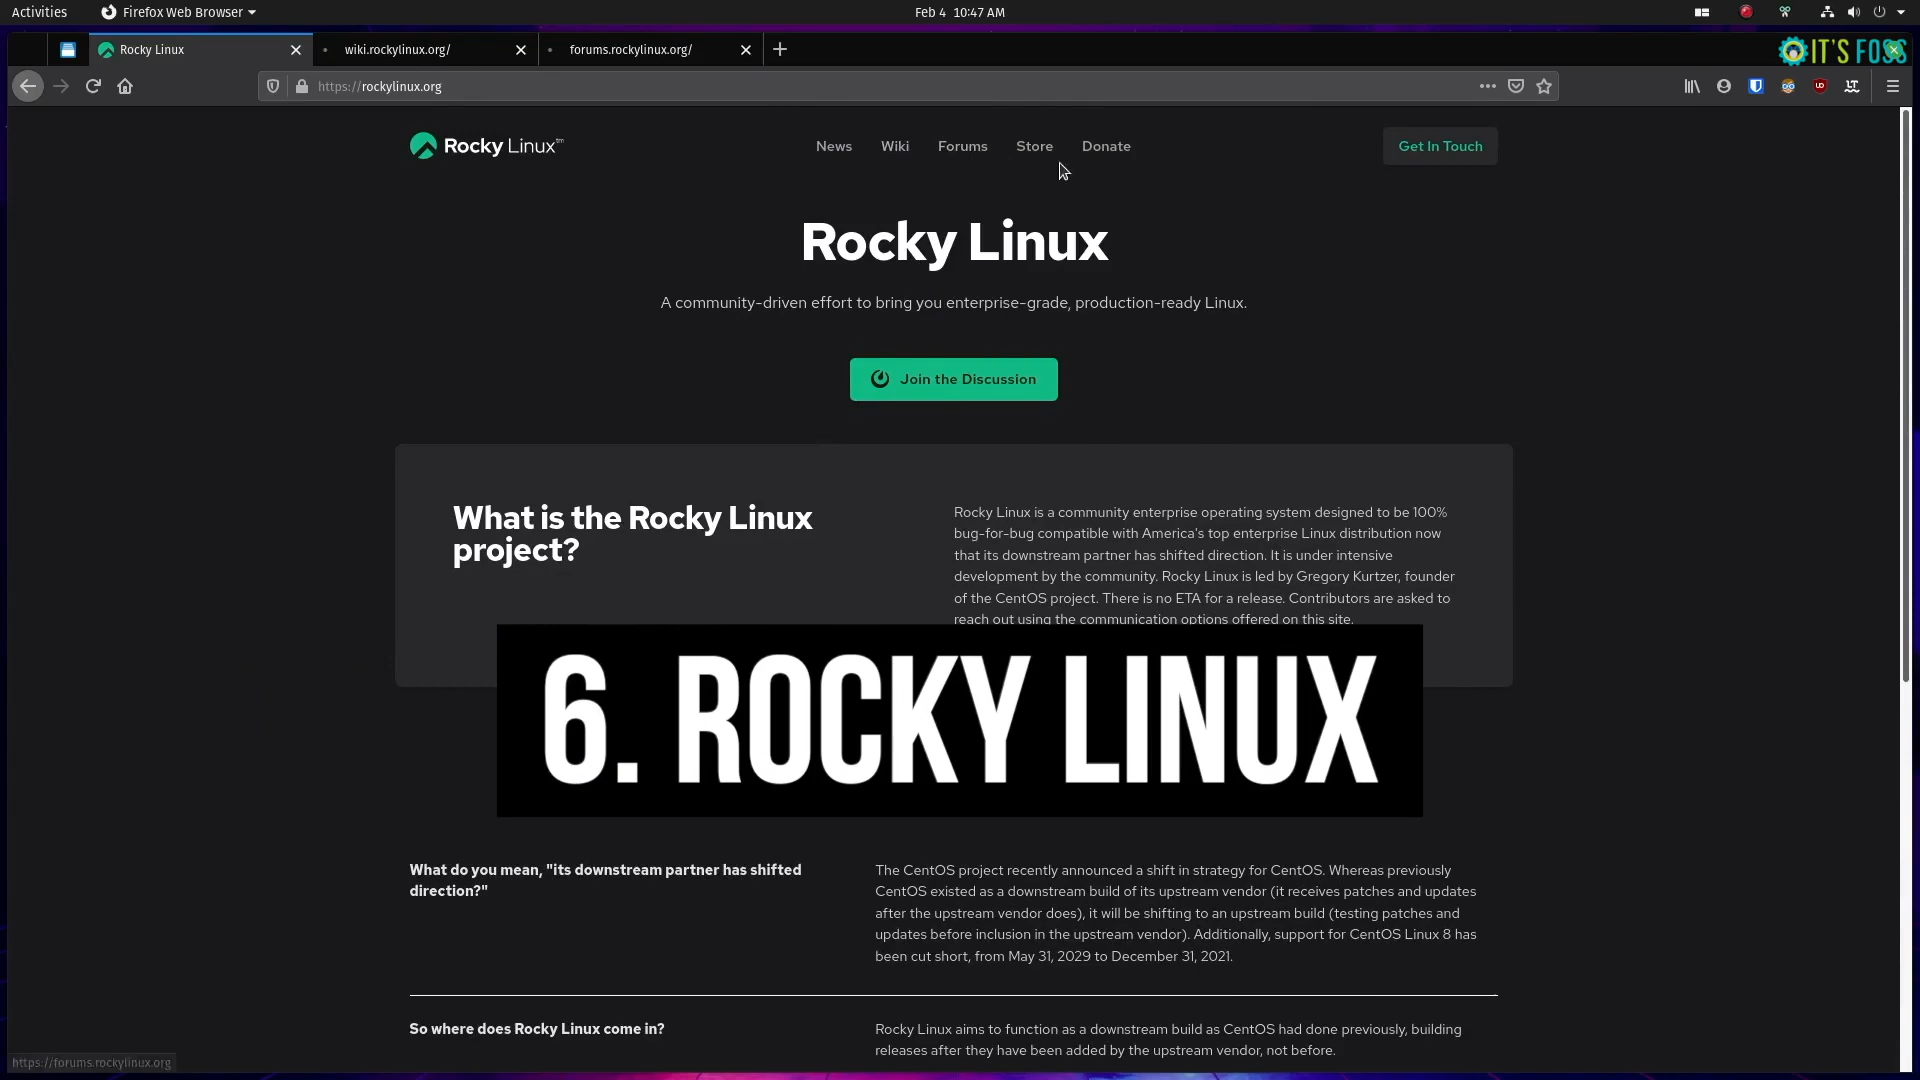 Activities
Firefox Web Browser
Feb 4 10:47 AM
Rocky Linux
wiki.rockylinux.org/
forums.rockylinux.org/
IT'S FOSS
https://rockylinux.org
Rocky Linux™
News
Wiki
Forums
Store
Donate
Get In Touch
Rocky Linux
A community-driven effort to bring you enterprise-grade, production-ready Linux.
Join the Discussion
What is the Rocky Linux
project?
Rocky Linux is a community enterprise operating system designed to be 100%
bug-for-bug compatible with America's top enterprise Linux distribution now
that its downstream partner has shifted direction. It is under intensive
development by the community. Rocky Linux is led by Gregory Kurtzer, founder
of the CentOS project. There is no ETA for a release. Contributors are asked to
reach out using the communication options offered on this site.
6. ROCKY LINUX
What do you mean, "its downstream partner has shifted
direction?"
The CentOS project recently announced a shift in strategy for CentOS. Whereas previously
CentOS existed as a downstream build of its upstream vendor (it receives patches and updates
after the upstream vendor does), it will be shifting to an upstream build (testing patches and
updates before inclusion in the upstream vendor). Additionally, support for CentOS Linux 8 has
been cut short, from May 31, 2029 to December 31, 2021.
So where does Rocky Linux come in?
Rocky Linux aims to function as a downstream build as CentOS had done previously, building
releases after they have been added by the upstream vendor, not before.
https://forums.rockylinux.org